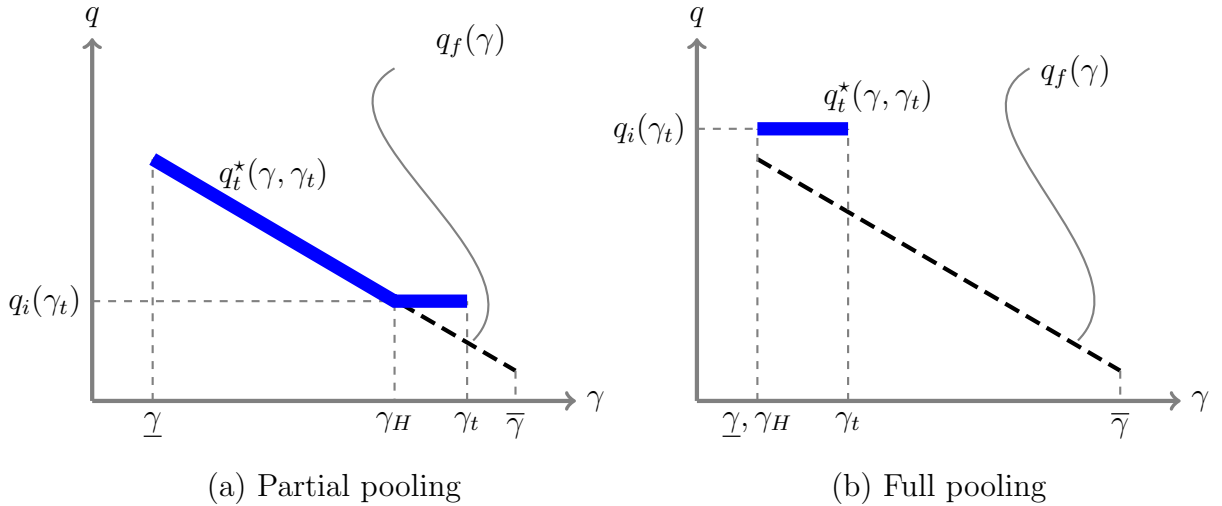 q
q_f(γ)
q_t^⋆(γ, γ_t)
q_i(γ_t)
γ
γ̲
γ_H
γ_t
γ̅
(a) Partial pooling
q
q_f(γ)
q_t^⋆(γ, γ_t)
q_i(γ_t)
γ
γ̲, γ_H
γ_t
γ̅
(b) Full pooling